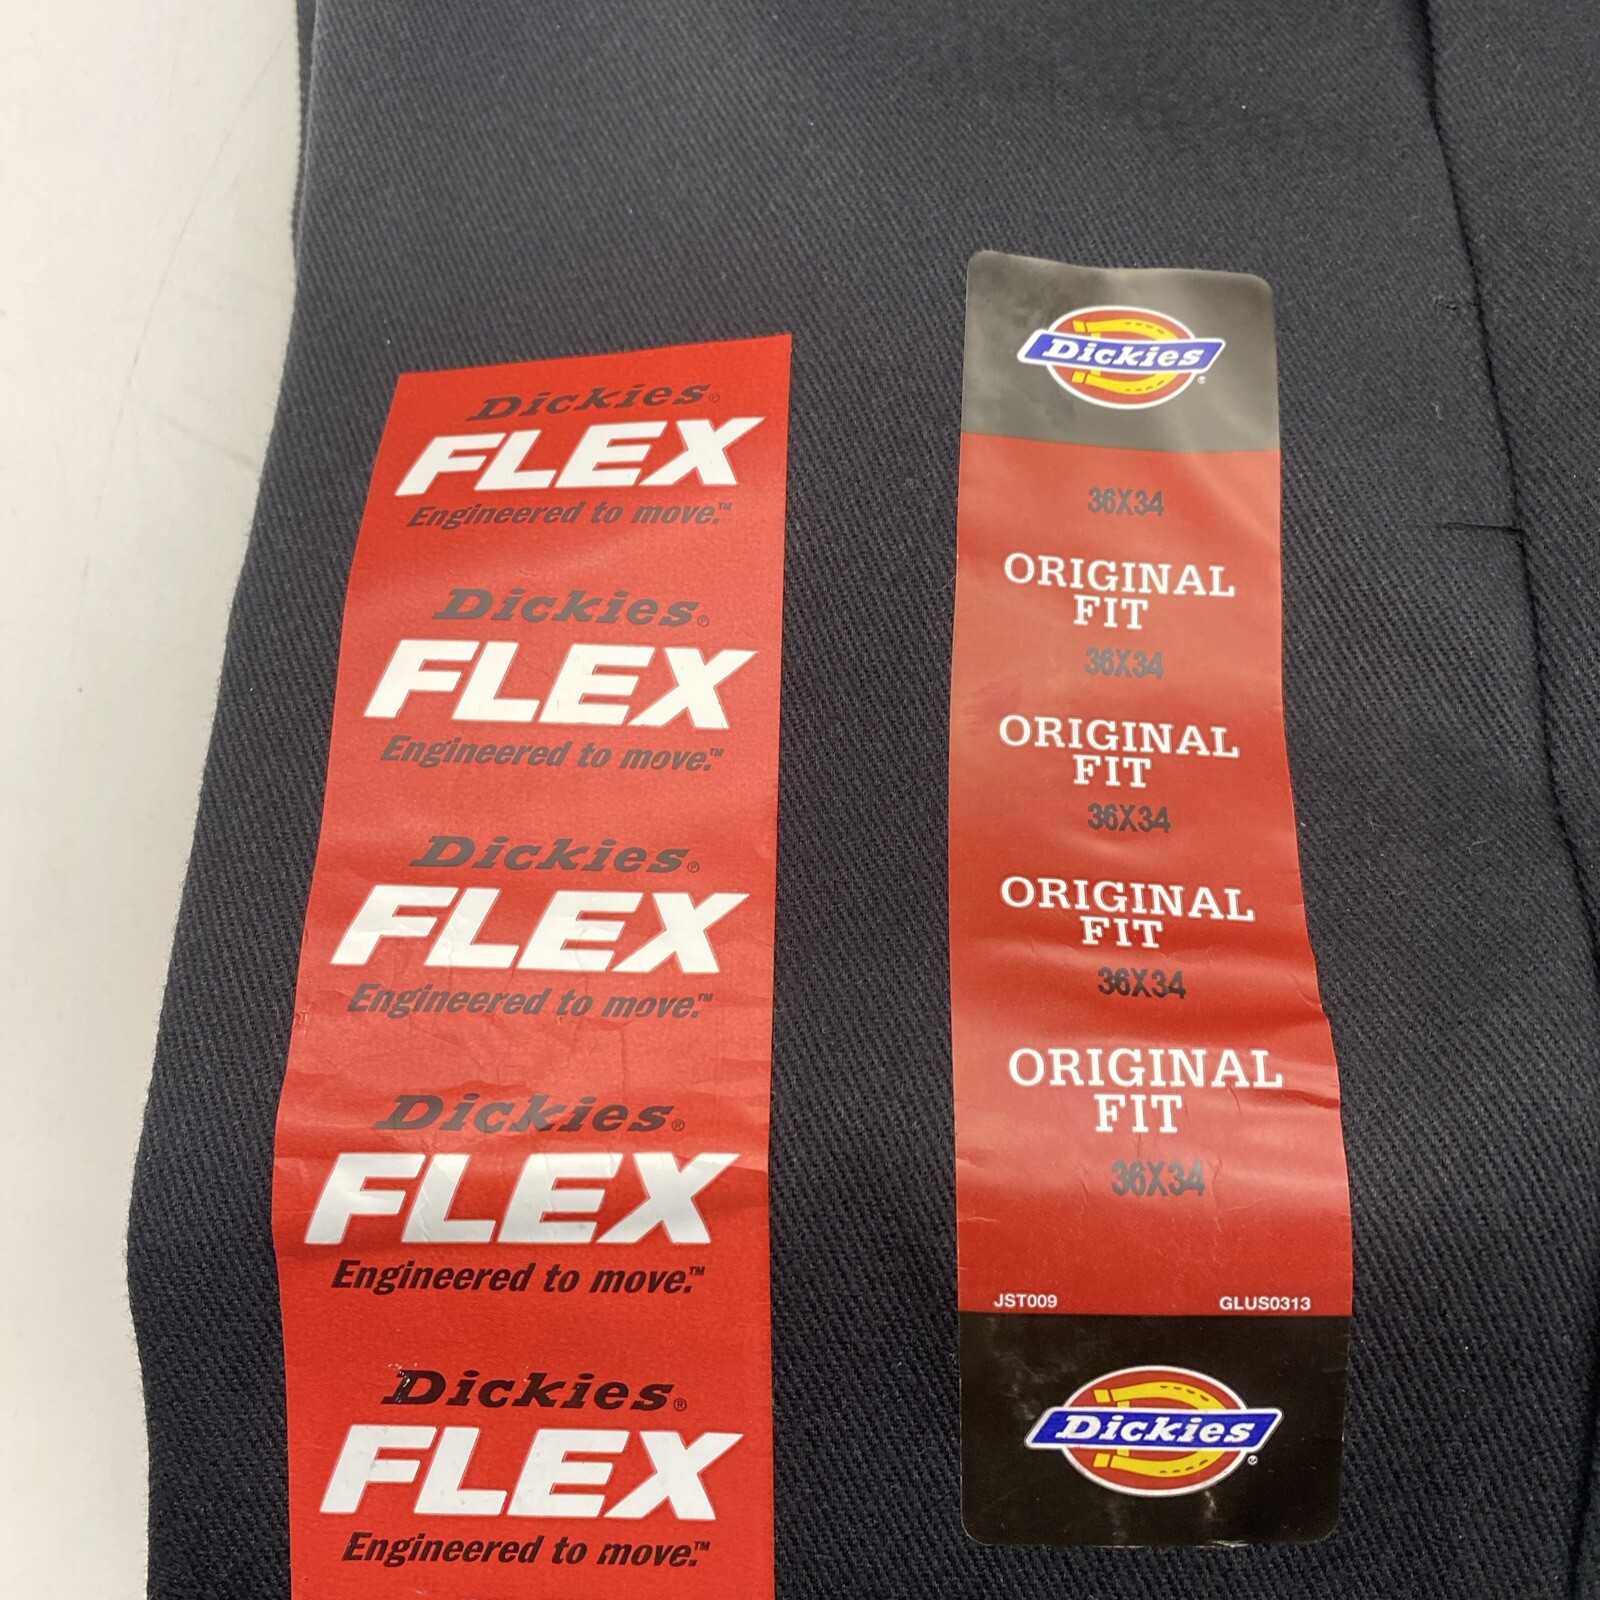 Dickies®
FLEX
Engineered to move.™
Dickies®
FLEX
Engineered to move.™
Dickies®
FLEX
Engineered to move.™
Dickies®
FLEX
Engineered to move.™
Dickies®
FLEX
Engineered to move.™
Dickies®
36X34
ORIGINAL
FIT
36X34
ORIGINAL
FIT
36X34
ORIGINAL
FIT
36X34
ORIGINAL
FIT
36X34
JST009 GLUS0313
Dickies®